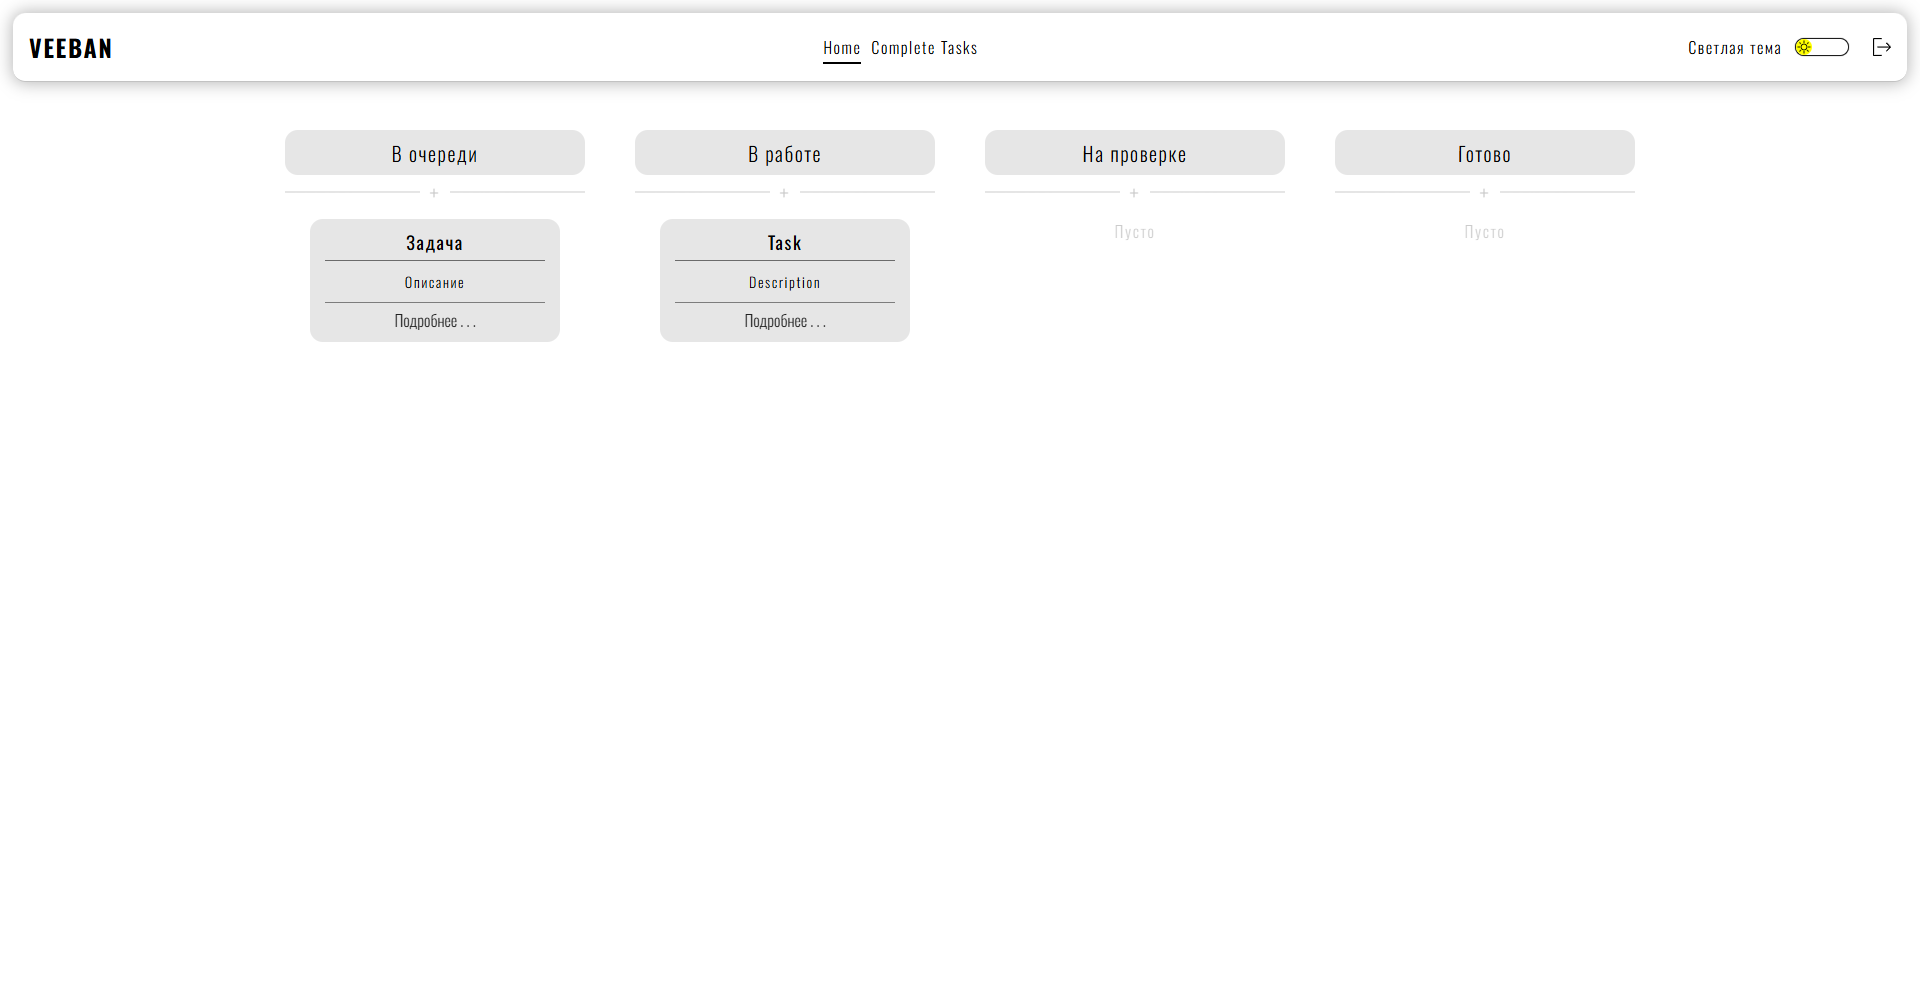 VEEBAN
Home Complete Tasks
Светлая тема
В очереди
+
Задача
Описание
Подробнее . . .
В работе
+
Task
Description
Подробнее . . .
На проверке
+
Пусто
Готово
+
Пусто